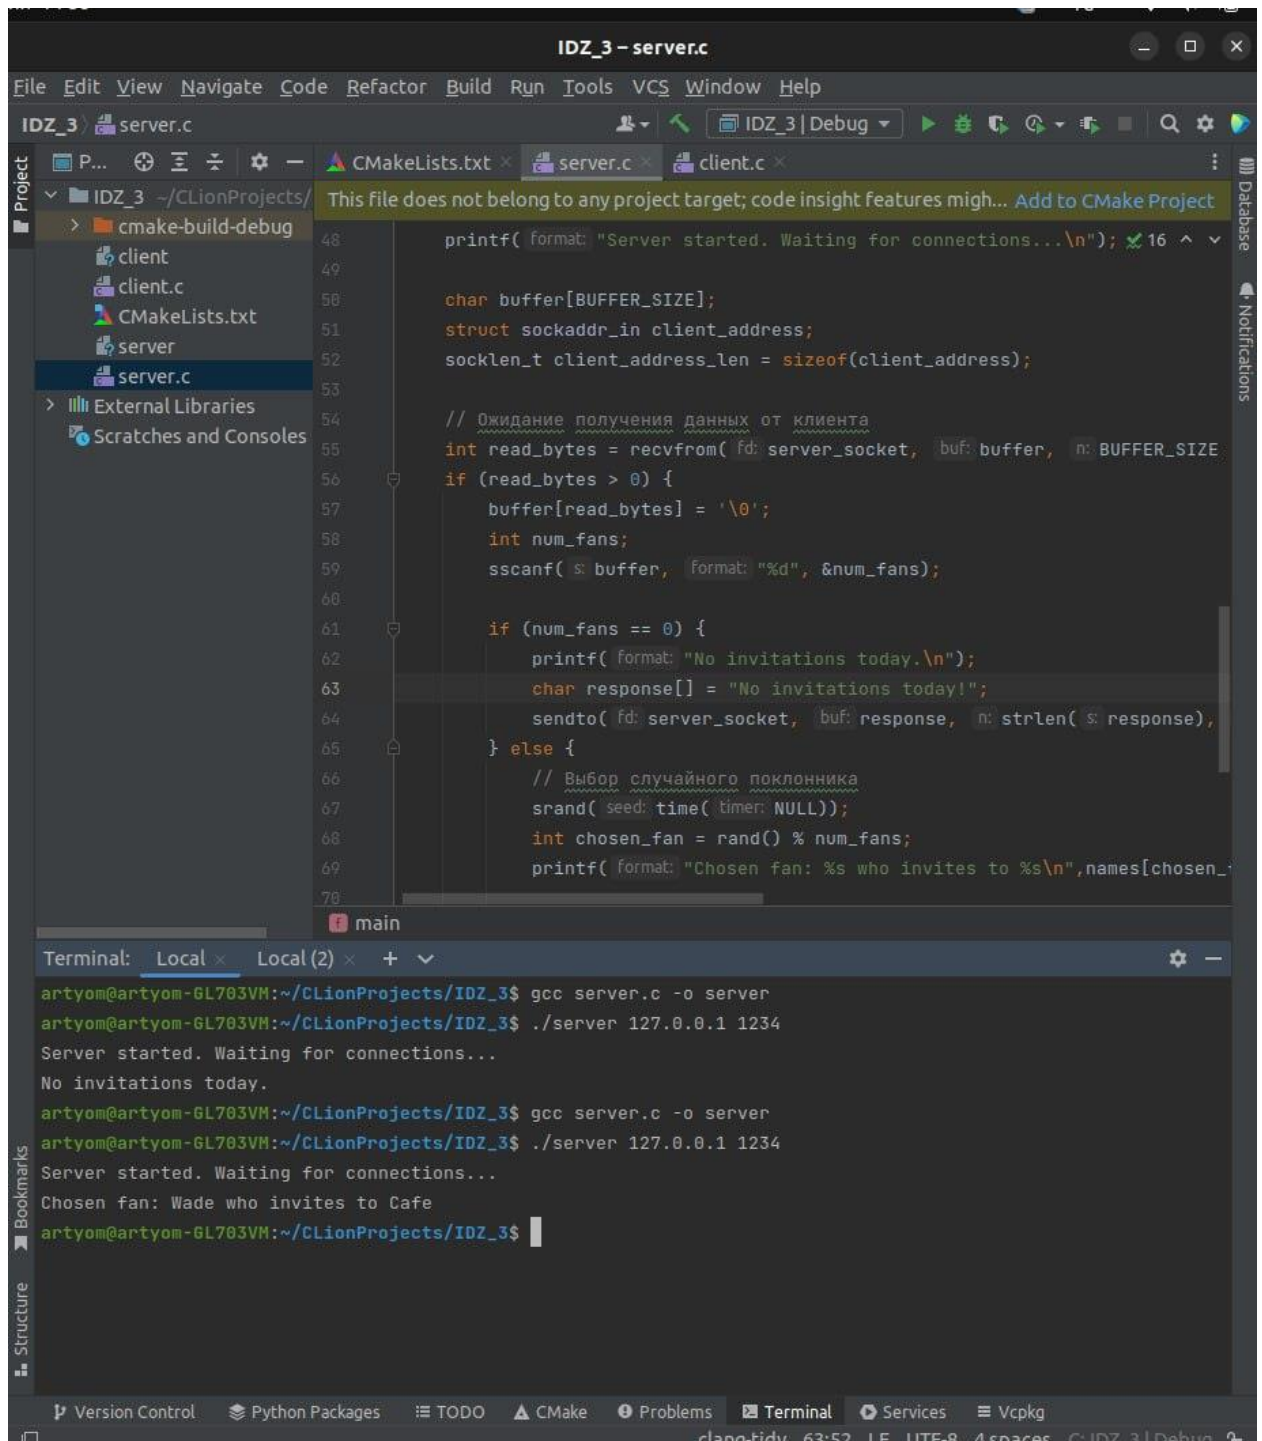 IDZ_3 – server.c
File Edit View Navigate Code Refactor Build Run Tools VCS Window Help
IDZ_3 server.c IDZ_3 | Debug
Project
P...
CMakeLists.txt server.c client.c
IDZ_3 ~/CLionProjects/
cmake-build-debug
client
client.c
CMakeLists.txt
server
server.c
External Libraries
Scratches and Consoles
This file does not belong to any project target; code insight features migh... Add to CMake Project
48 printf( format: "Server started. Waiting for connections...\n"); 16
49
50 char buffer[BUFFER_SIZE];
51 struct sockaddr_in client_address;
52 socklen_t client_address_len = sizeof(client_address);
53
54 // Ожидание получения данных от клиента
55 int read_bytes = recvfrom( fd: server_socket, buf: buffer, n: BUFFER_SIZE
56 if (read_bytes > 0) {
57 buffer[read_bytes] = '\0';
58 int num_fans;
59 sscanf( s: buffer, format: "%d", &num_fans);
60
61 if (num_fans == 0) {
62 printf( format: "No invitations today.\n");
63 char response[] = "No invitations today!";
64 sendto( fd: server_socket, buf: response, n: strlen( s: response),
65 } else {
66 // Выбор случайного поклонника
67 srand( seed: time( timer: NULL));
68 int chosen_fan = rand() % num_fans;
69 printf( format: "Chosen fan: %s who invites to %s\n",names[chosen_
70
main
Database
Notifications
Terminal: Local Local (2)
artyom@artyom-GL703VM:~/CLionProjects/IDZ_3$ gcc server.c -o server
artyom@artyom-GL703VM:~/CLionProjects/IDZ_3$ ./server 127.0.0.1 1234
Server started. Waiting for connections...
No invitations today.
artyom@artyom-GL703VM:~/CLionProjects/IDZ_3$ gcc server.c -o server
artyom@artyom-GL703VM:~/CLionProjects/IDZ_3$ ./server 127.0.0.1 1234
Server started. Waiting for connections...
Chosen fan: Wade who invites to Cafe
artyom@artyom-GL703VM:~/CLionProjects/IDZ_3$
Bookmarks
Structure
Version Control Python Packages TODO CMake Problems Terminal Services Vcpkg
clang-tidy 63:52 LF UTF-8 4 spaces C: IDZ_3 | Debug